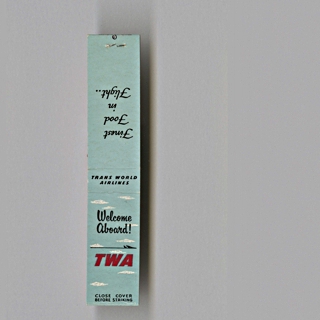 Finest
Food
in
Flight..
TRANS WORLD
AIRLINES
Welcome
Aboard!
TWA
CLOSE COVER
BEFORE STRIKING